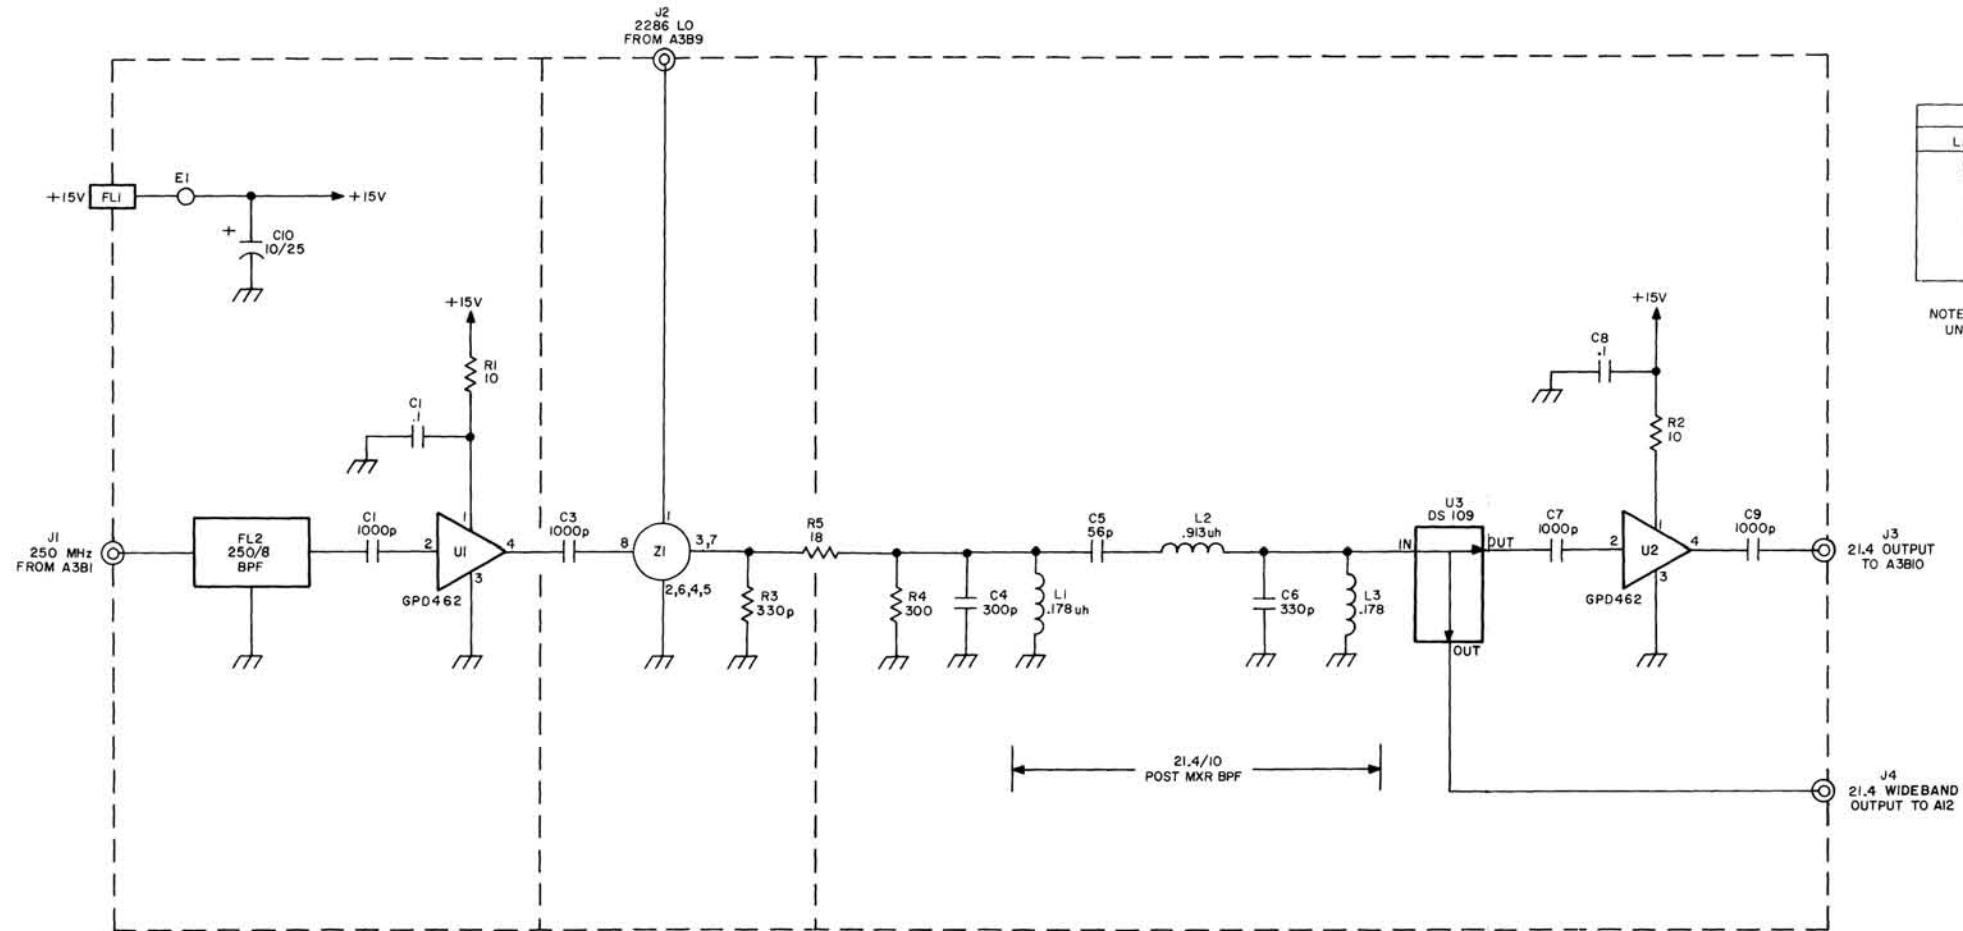 J2
2286 LO
FROM A3B9
+15V
FL1
E1
+15V
+
C10
10/25
+15V
R1
10
C1
.1
J1
250 MHz
FROM A3B1
FL2
250/8
BPF
C1
1000p
2
U1
1
4
3
GPD462
C3
1000p
8
Z1
1
3,7
2,6,4,5
R3
330p
R5
18
R4
300
C4
300p
L1
.178uh
C5
56p
L2
.913uh
C6
330p
L3
.178
U3
DS 109
IN
OUT
OUT
C7
1000p
+15V
C8
.1
R2
10
2
U2
1
4
3
GPD462
C9
1000p
J3
21.4 OUTPUT
TO A3B10
21.4/10
POST MXR BPF
J4
21.4 WIDEBAND
OUTPUT TO A12
L
NOTE
UN